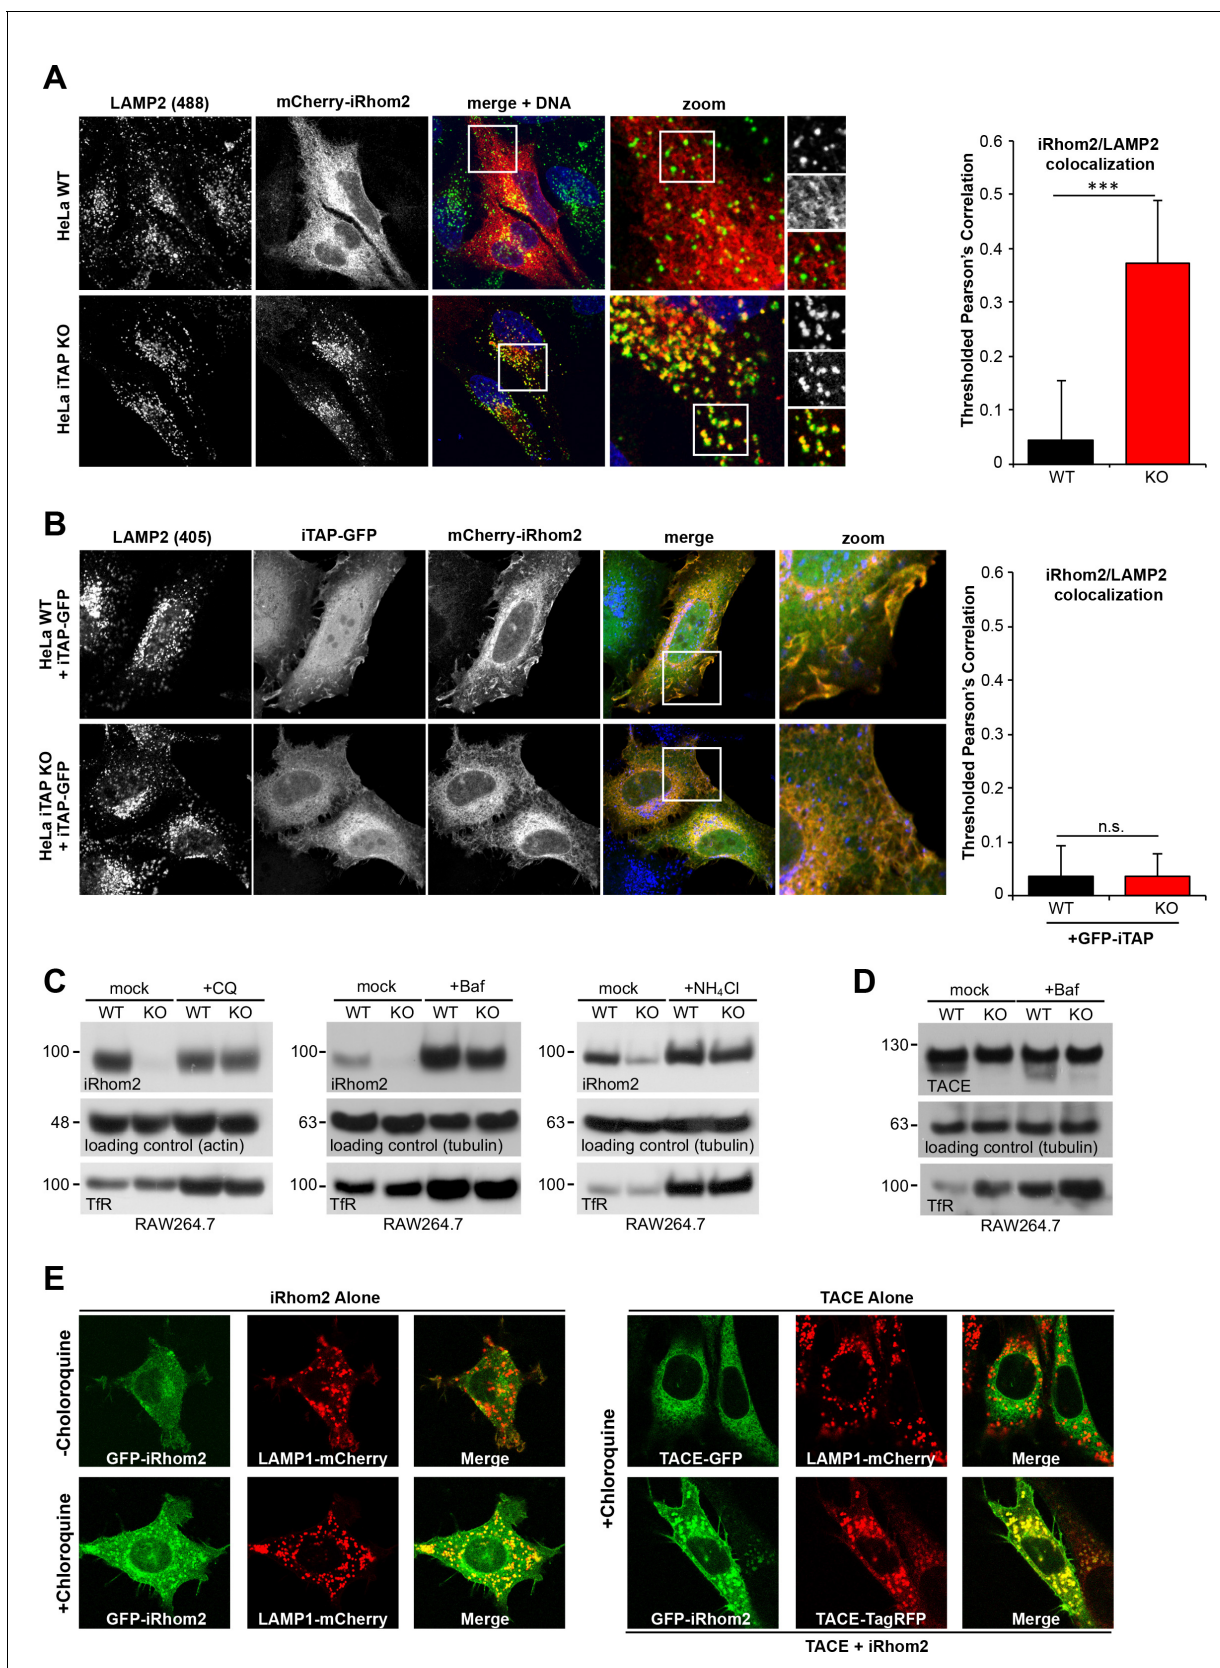 A
LAMP2 (488)
mCherry-iRhom2
merge + DNA
zoom
HeLa WT
HeLa iTAP KO
iRhom2/LAMP2
colocalization
***
Thresholded Pearson's Correlation
0.6
0.5
0.4
0.3
0.2
0.1
0
WT
KO
B
LAMP2 (405)
iTAP-GFP
mCherry-iRhom2
merge
zoom
HeLa WT
+ iTAP-GFP
HeLa iTAP KO
+ iTAP-GFP
iRhom2/LAMP2
colocalization
n.s.
Thresholded Pearson's Correlation
0.6
0.5
0.4
0.3
0.2
0.1
0
WT
KO
+GFP-iTAP
C
mock
+CQ
WT KO WT KO
100
iRhom2
48
loading control (actin)
100
TfR
RAW264.7
mock
+Baf
WT KO WT KO
100
iRhom2
63
loading control (tubulin)
100
TfR
RAW264.7
mock
+NH₄Cl
WT KO WT KO
100
iRhom2
63
loading control (tubulin)
100
TfR
RAW264.7
D
mock
+Baf
WT KO WT KO
130
TACE
63
loading control (tubulin)
100
TfR
RAW264.7
E
iRhom2 Alone
-Choloroquine
GFP-iRhom2
LAMP1-mCherry
Merge
+Chloroquine
GFP-iRhom2
LAMP1-mCherry
Merge
TACE Alone
+Chloroquine
TACE-GFP
LAMP1-mCherry
Merge
GFP-iRhom2
TACE-TagRFP
Merge
TACE + iRhom2